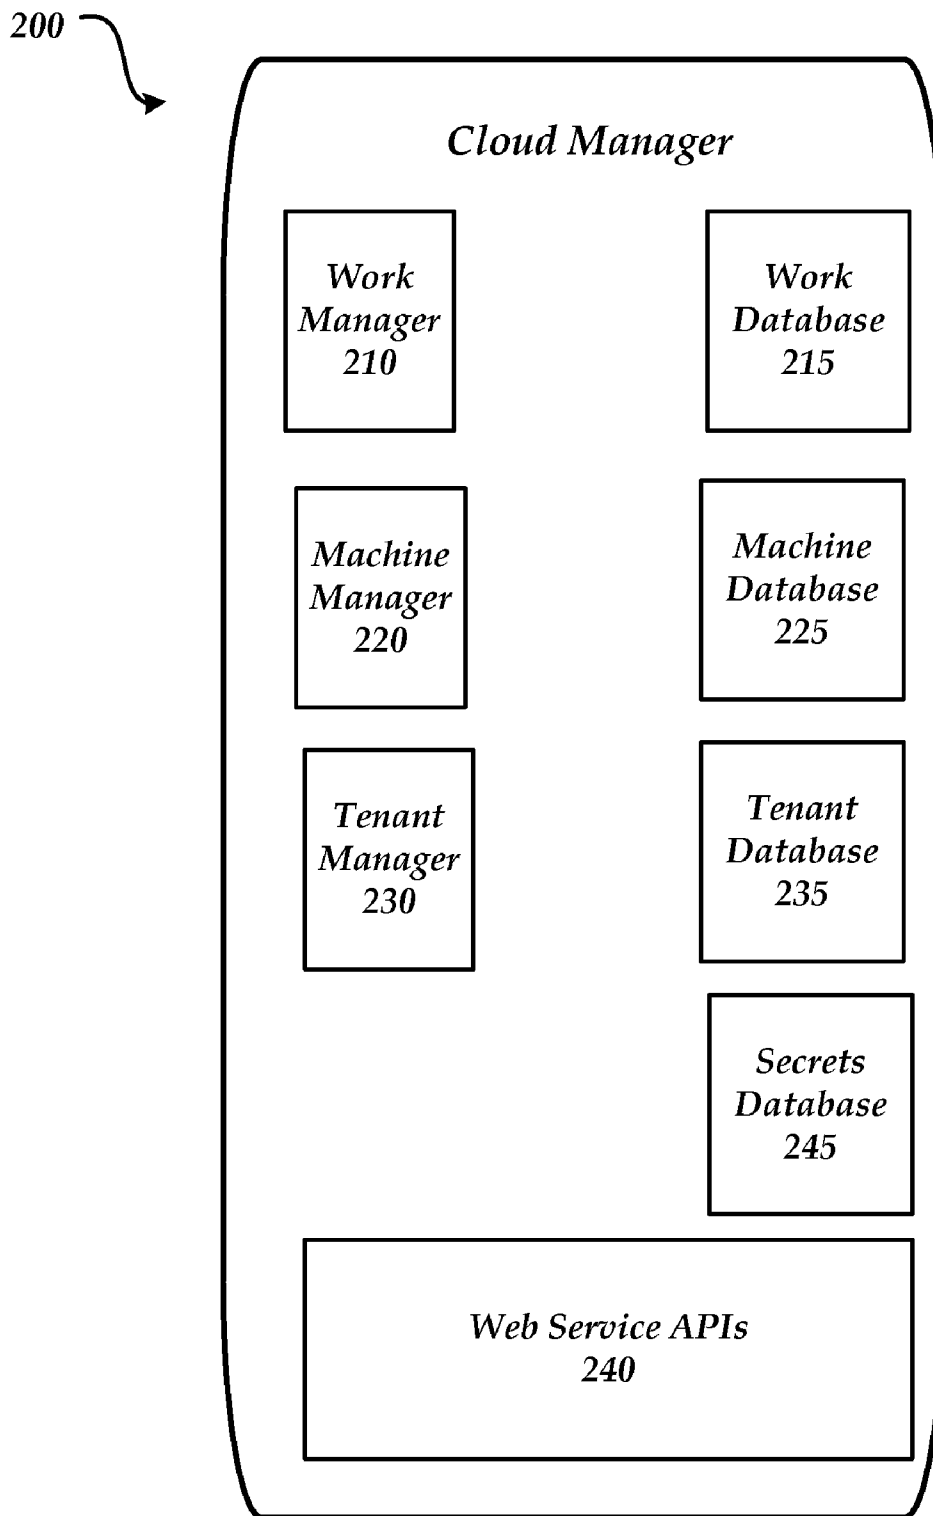 200
Cloud Manager
Work
Manager
210
Work
Database
215
Machine
Manager
220
Machine
Database
225
Tenant
Manager
230
Tenant
Database
235
Secrets
Database
245
Web Service APIs
240